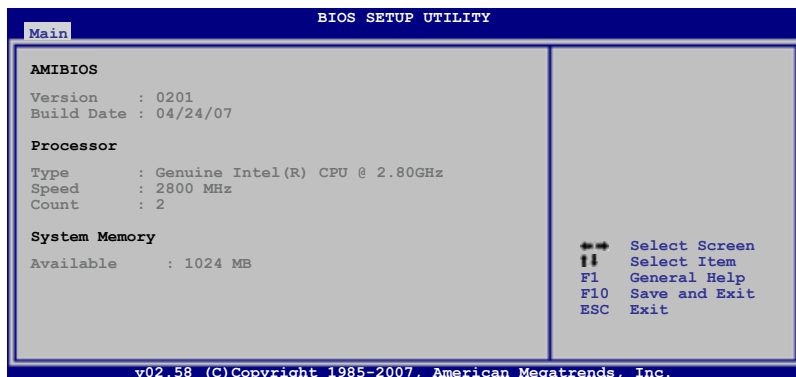 BIOS SETUP UTILITY
Main
AMIBIOS
Version : 0201
Build Date : 04/24/07
Processor
Type : Genuine Intel(R) CPU @ 2.80GHz
Speed : 2800 MHz
Count : 2
System Memory
Available : 1024 MB
←→ Select Screen
↑↓ Select Item
F1 General Help
F10 Save and Exit
ESC Exit
v02.58 (C)Copyright 1985-2007, American Megatrends, Inc.